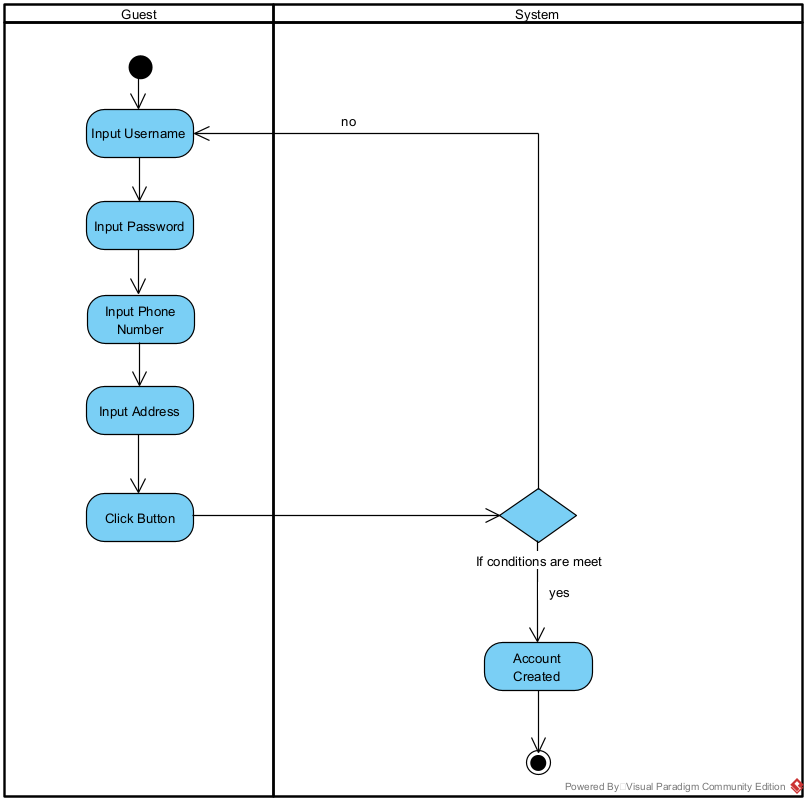 Guest
System
no
Input Username
Input Password
Input Phone
Number
Input Address
Click Button
If conditions are meet
yes
Account
Created
Powered By Visual Paradigm Community Edition